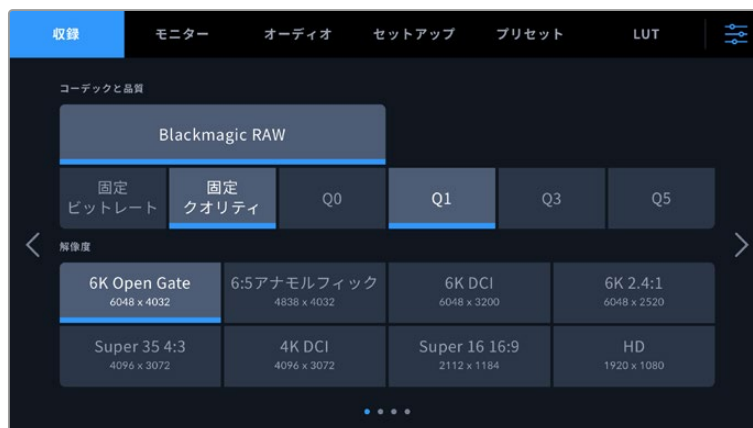 収録 モニター オーディオ セットアップ プリセット LUT
コーデックと品質
Blackmagic RAW
固定 ビットレート 固定 クオリティ Q0 Q1 Q3 Q5
解像度
6K Open Gate 6:5アナモルフィック 6K DCI 6K 2.4:1
6048 x 4032 4838 x 4032 6048 x 3200 6048 x 2520
Super 35 4:3 4K DCI Super 16 16:9 HD
4096 x 3072 4096 x 3072 2112 x 1184 1920 x 1080